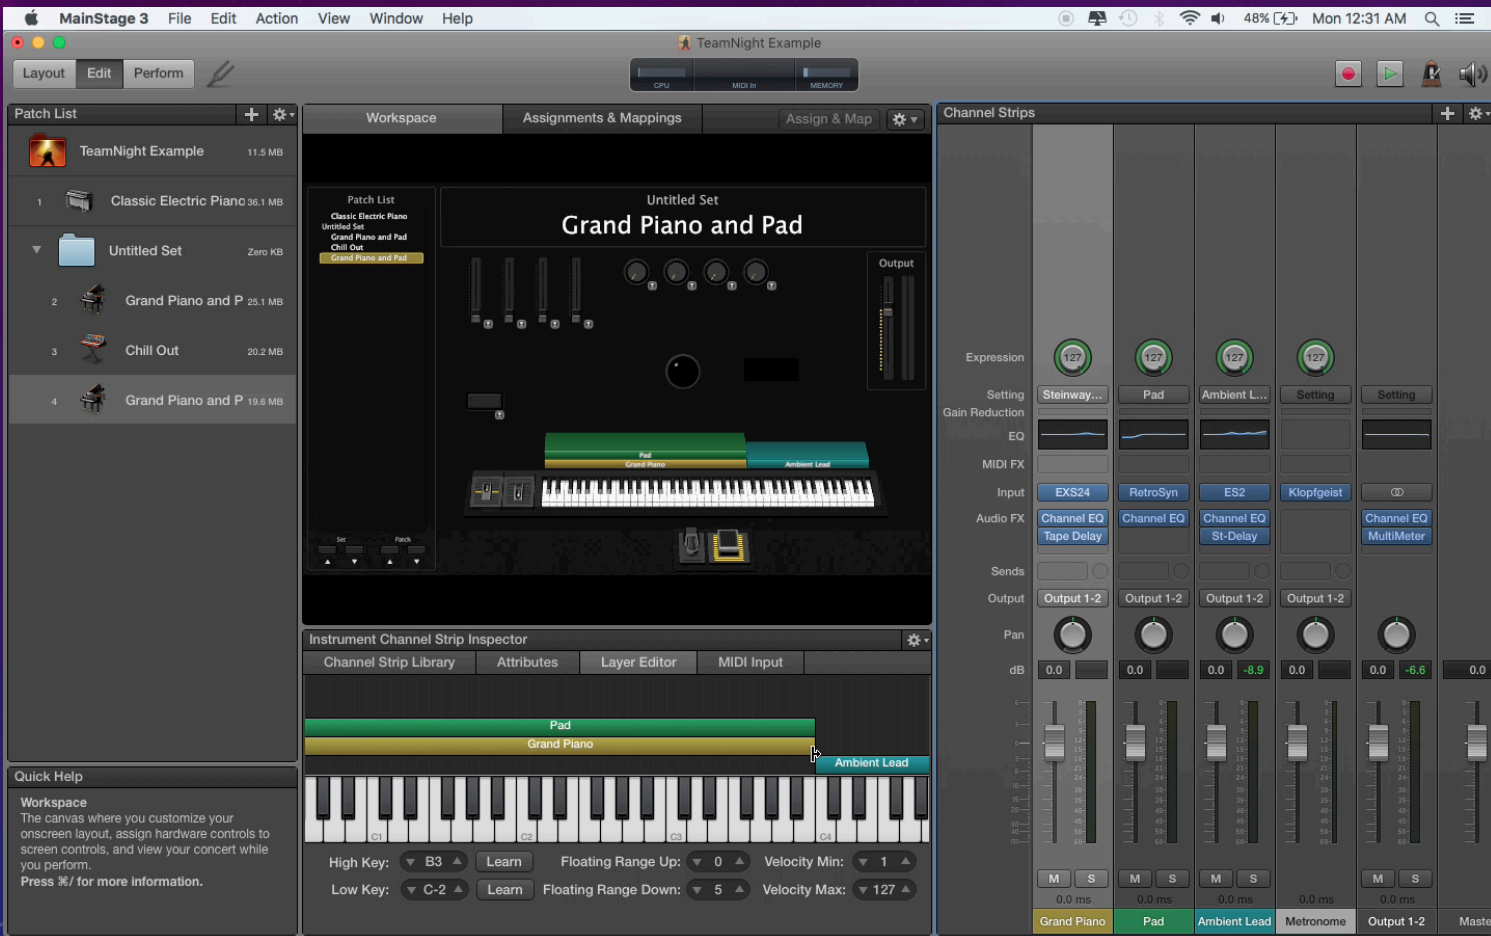 MainStage 3 File Edit Action View Window Help 48% Mon 12:31 AM
TeamNight Example
Layout Edit Perform
CPU MIDI In MEMORY
Patch List
TeamNight Example 11.5 MB
1 Classic Electric Piano 36.1 MB
Untitled Set Zero KB
2 Grand Piano and P 25.1 MB
3 Chill Out 20.2 MB
4 Grand Piano and P 19.6 MB
Quick Help
Workspace
The canvas where you customize your
onscreen layout, assign hardware controls to
screen controls, and view your concert while
you perform.
Press ⌘/ for more information.
Workspace Assignments & Mappings Assign & Map
Patch List
Classic Electric Piano
Untitled Set
Grand Piano and Pad
Chill Out
Grand Piano and Pad
Untitled Set
Grand Piano and Pad
Output
Pad
Grand Piano Ambient Lead
Set Patch
Instrument Channel Strip Inspector
Channel Strip Library Attributes Layer Editor MIDI Input
Pad
Grand Piano
Ambient Lead
C1 C2 C3 C4
High Key: B3 Learn Floating Range Up: 0 Velocity Min: 1
Low Key: C-2 Learn Floating Range Down: 5 Velocity Max: 127
Channel Strips
Expression 127 127 127 127
Setting Steinway... Pad Ambient L... Setting Setting
Gain Reduction
EQ
MIDI FX
Input EXS24 RetroSyn ES2 Klopfgeist
Audio FX Channel EQ Channel EQ Channel EQ Channel EQ
Tape Delay St-Delay MultiMeter
Sends
Output Output 1-2 Output 1-2 Output 1-2 Output 1-2
Pan
dB 0.0 0.0 0.0 -8.9 0.0 0.0 -6.6 0.0
M S M S M S M S
0.0 ms 0.0 ms 0.0 ms 0.0 ms 0.0 ms
Grand Piano Pad Ambient Lead Metronome Output 1-2 Maste